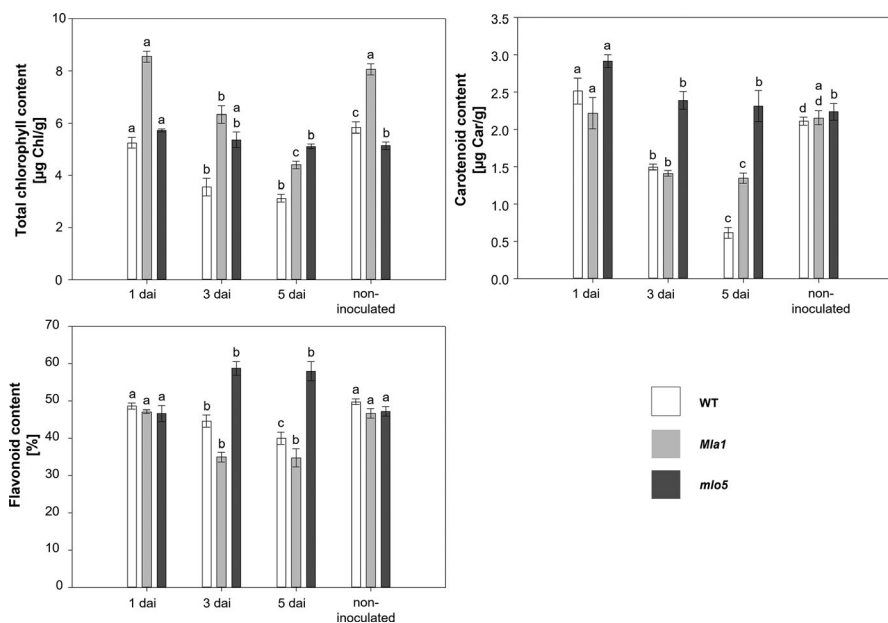 Total chlorophyll content
[µg Chl/g]
10
8
6
4
2
0
a a a
b b a b
b c b
c a b
1 dai 3 dai 5 dai non-inoculated
Carotenoid content
[µg Car/g]
3.5
3.0
2.5
2.0
1.5
1.0
0.5
0.0
a a a
b b b
c c b
d a d b
1 dai 3 dai 5 dai non-inoculated
Flavonoid content
[%]
70
60
50
40
30
20
10
0
a a a
b b b
c b b
a a a
1 dai 3 dai 5 dai non-inoculated
WT
Mla1
mlo5